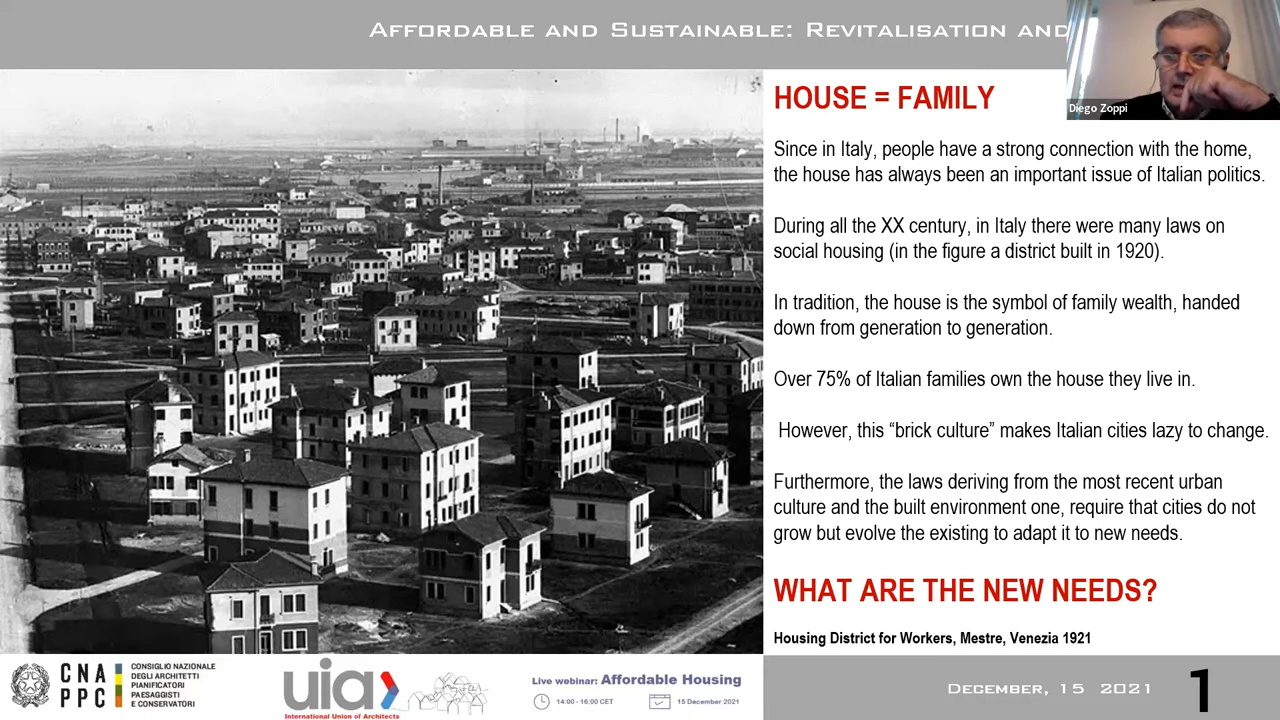 Affordable and Sustainable: Revitalisation and
Diego Zoppi
HOUSE = FAMILY
Since in Italy, people have a strong connection with the home,
the house has always been an important issue of Italian politics.
During all the XX century, in Italy there were many laws on
social housing (in the figure a district built in 1920).
In tradition, the house is the symbol of family wealth, handed
down from generation to generation.
Over 75% of Italian families own the house they live in.
However, this “brick culture” makes Italian cities lazy to change.
Furthermore, the laws deriving from the most recent urban
culture and the built environment one, require that cities do not
grow but evolve the existing to adapt it to new needs.
WHAT ARE THE NEW NEEDS?
Housing District for Workers, Mestre, Venezia 1921
CNA
PPC
CONSIGLIO NAZIONALE
DEGLI ARCHITETTI
PIANIFICATORI
PAESAGGISTI
E CONSERVATORI
uia
International Union of Architects
Live webinar: Affordable Housing
14:00 - 16:00 CET
15 December 2021
December, 15 2021
1